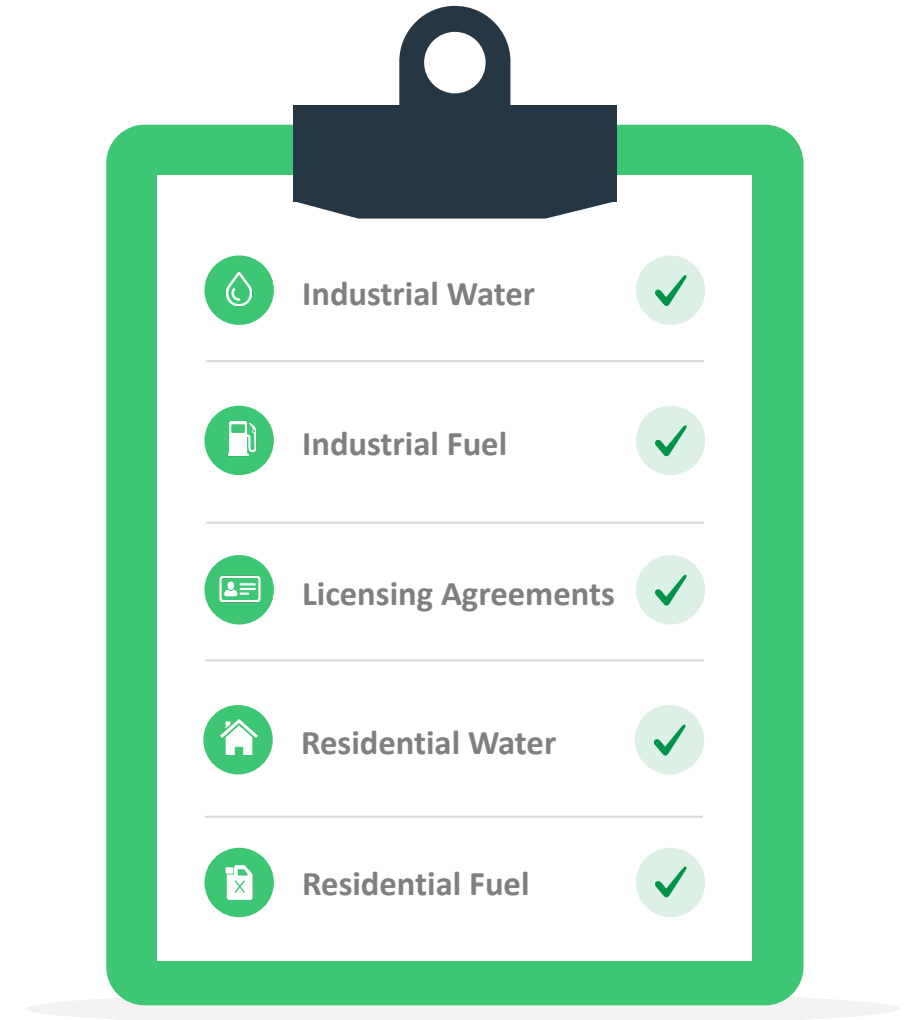 Industrial Water
Industrial Fuel
Licensing Agreements
Residential Water
Residential Fuel